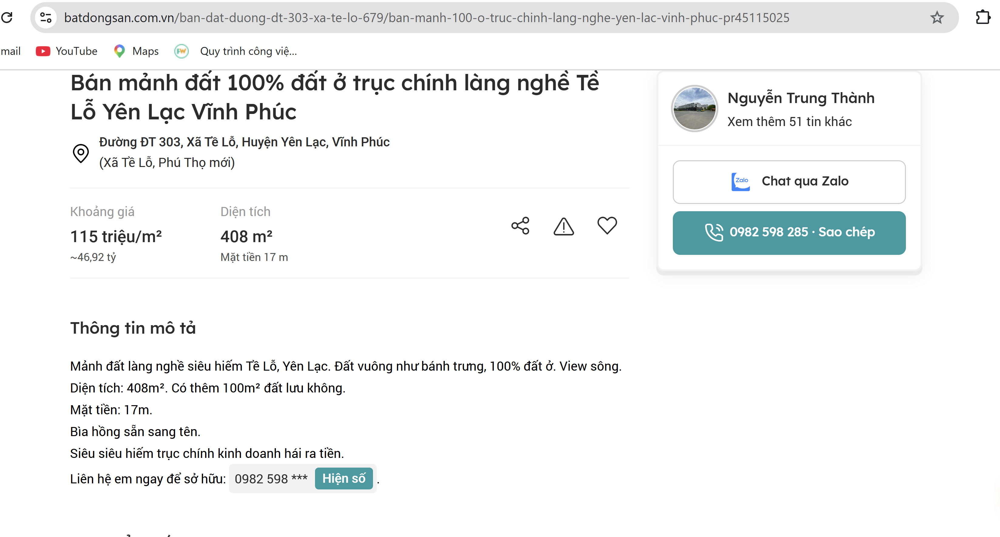 batdongsan.com.vn/ban-dat-duong-dt-303-xa-te-lo-679/ban-manh-100-o-truc-chinh-lang-nghe-yen-lac-vinh-phuc-pr45115025
mail YouTube Maps Quy trình công việ...
Bán mảnh đất 100% đất ở trục chính làng nghề Tề
Lỗ Yên Lạc Vĩnh Phúc
Đường ĐT 303, Xã Tề Lỗ, Huyện Yên Lạc, Vĩnh Phúc
(Xã Tề Lỗ, Phú Thọ mới)
Khoảng giá
115 triệu/m²
~46,92 tỷ
Diện tích
408 m²
Mặt tiền 17 m
Nguyễn Trung Thành
Xem thêm 51 tin khác
Zalo Chat qua Zalo
0982 598 285 · Sao chép
Thông tin mô tả
Mảnh đất làng nghề siêu hiếm Tề Lỗ, Yên Lạc. Đất vuông như bánh trưng, 100% đất ở. View sông.
Diện tích: 408m². Có thêm 100m² đất lưu không.
Mặt tiền: 17m.
Bìa hồng sẵn sang tên.
Siêu siêu hiếm trục chính kinh doanh hái ra tiền.
Liên hệ em ngay để sở hữu: 0982 598 *** Hiện số .